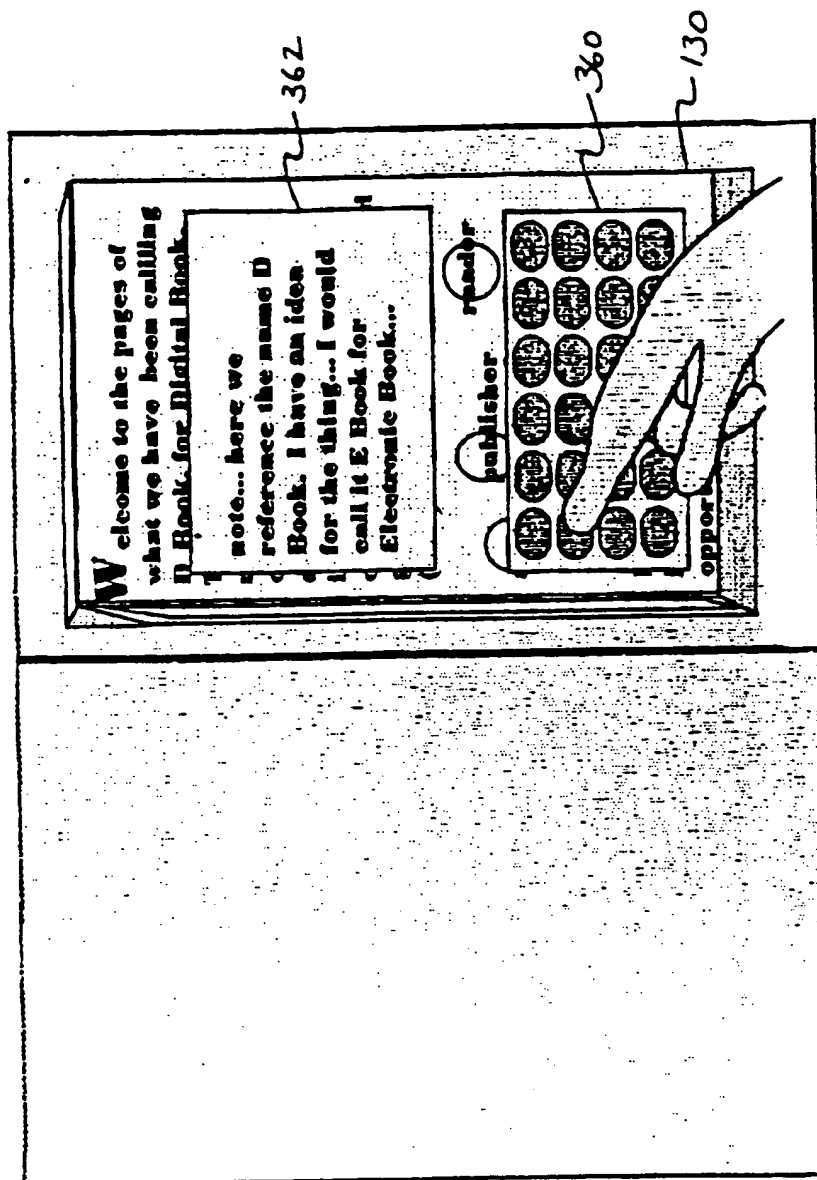 Welcome to the pages of
what we have been callling
D Book, for Digital Book.
note... here we
reference the name D
Book. I have an idea
for the thing... I would
call it E Book for
Electronic Book...
publisher
reader
oppor
362
360
130